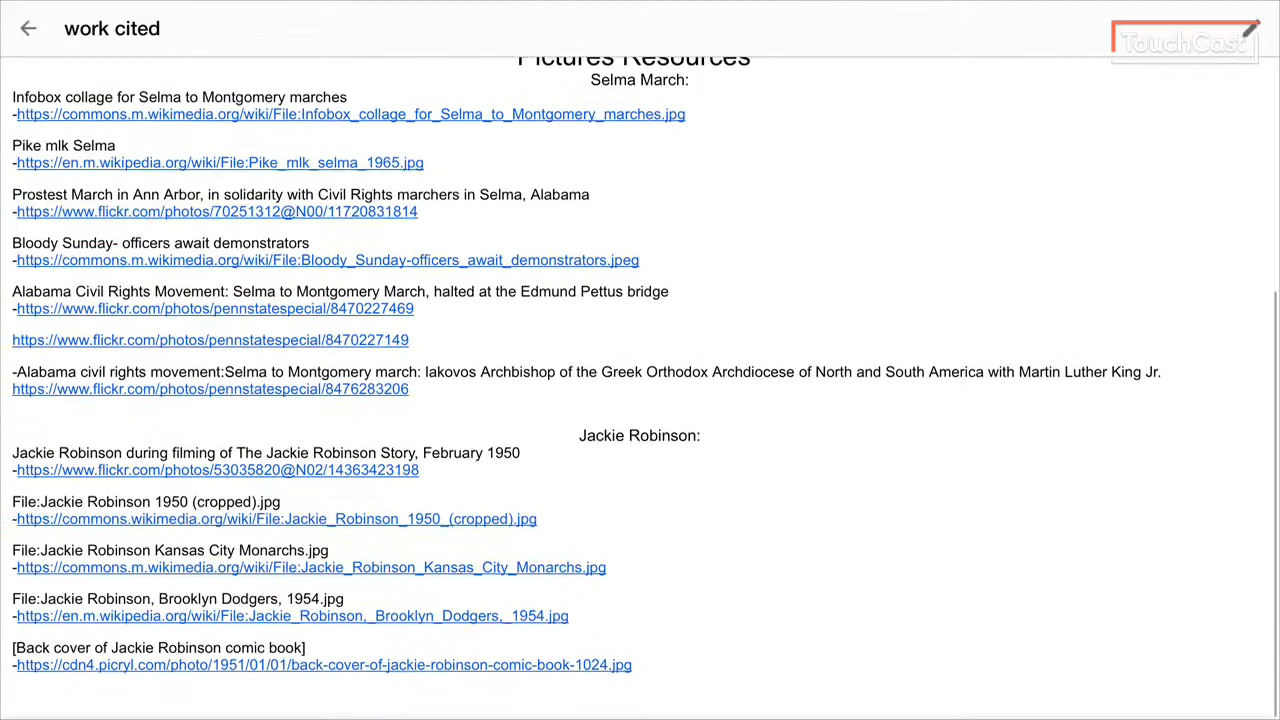 work cited
TouchCast
Pictures Resources
Selma March:
Infobox collage for Selma to Montgomery marches
-https://commons.m.wikimedia.org/wiki/File:Infobox_collage_for_Selma_to_Montgomery_marches.jpg
Pike mlk Selma
-https://en.m.wikipedia.org/wiki/File:Pike_mlk_selma_1965.jpg
Prostest March in Ann Arbor, in solidarity with Civil Rights marchers in Selma, Alabama
-https://www.flickr.com/photos/70251312@N00/11720831814
Bloody Sunday- officers await demonstrators
-https://commons.m.wikimedia.org/wiki/File:Bloody_Sunday-officers_await_demonstrators.jpeg
Alabama Civil Rights Movement: Selma to Montgomery March, halted at the Edmund Pettus bridge
-https://www.flickr.com/photos/pennstatespecial/8470227469
https://www.flickr.com/photos/pennstatespecial/8470227149
-Alabama civil rights movement:Selma to Montgomery march: Iakovos Archbishop of the Greek Orthodox Archdiocese of North and South America with Martin Luther King Jr.
https://www.flickr.com/photos/pennstatespecial/8476283206
Jackie Robinson:
Jackie Robinson during filming of The Jackie Robinson Story, February 1950
-https://www.flickr.com/photos/53035820@N02/14363423198
File:Jackie Robinson 1950 (cropped).jpg
-https://commons.wikimedia.org/wiki/File:Jackie_Robinson_1950_(cropped).jpg
File:Jackie Robinson Kansas City Monarchs.jpg
-https://commons.m.wikimedia.org/wiki/File:Jackie_Robinson_Kansas_City_Monarchs.jpg
File:Jackie Robinson, Brooklyn Dodgers, 1954.jpg
-https://en.m.wikipedia.org/wiki/File:Jackie_Robinson,_Brooklyn_Dodgers,_1954.jpg
[Back cover of Jackie Robinson comic book]
-https://cdn4.picryl.com/photo/1951/01/01/back-cover-of-jackie-robinson-comic-book-1024.jpg